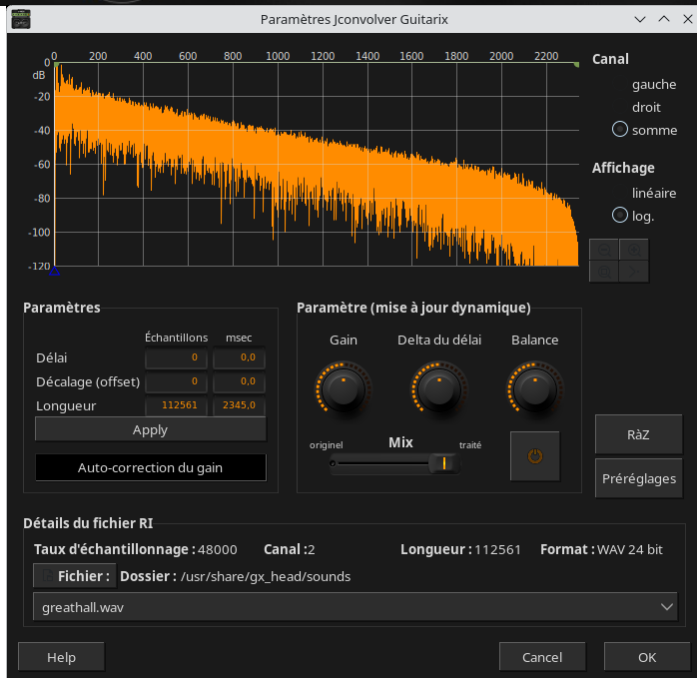 Paramètres Jconvolver Guitarix
0 200 400 600 800 1000 1200 1400 1600 1800 2000 2200
0
dB
-20
-40
-60
-80
-100
-120
Canal
gauche
droit
somme
Affichage
linéaire
log.
Paramètres
Échantillons msec
Délai 0 0,0
Décalage (offset) 0 0,0
Longueur 112561 2345,0
Apply
Auto-correction du gain
Paramètre (mise à jour dynamique)
Gain Delta du délai Balance
originel Mix traité
RàZ
Préréglages
Détails du fichier RI
Taux d'échantillonnage : 48000 Canal :2 Longueur : 112561 Format : WAV 24 bit
Fichier : Dossier : /usr/share/gx_head/sounds
greathall.wav
Help Cancel OK